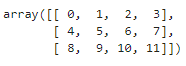 array([[ 0,  1,  2,  3],
       [ 4,  5,  6,  7],
       [ 8,  9, 10, 11]])